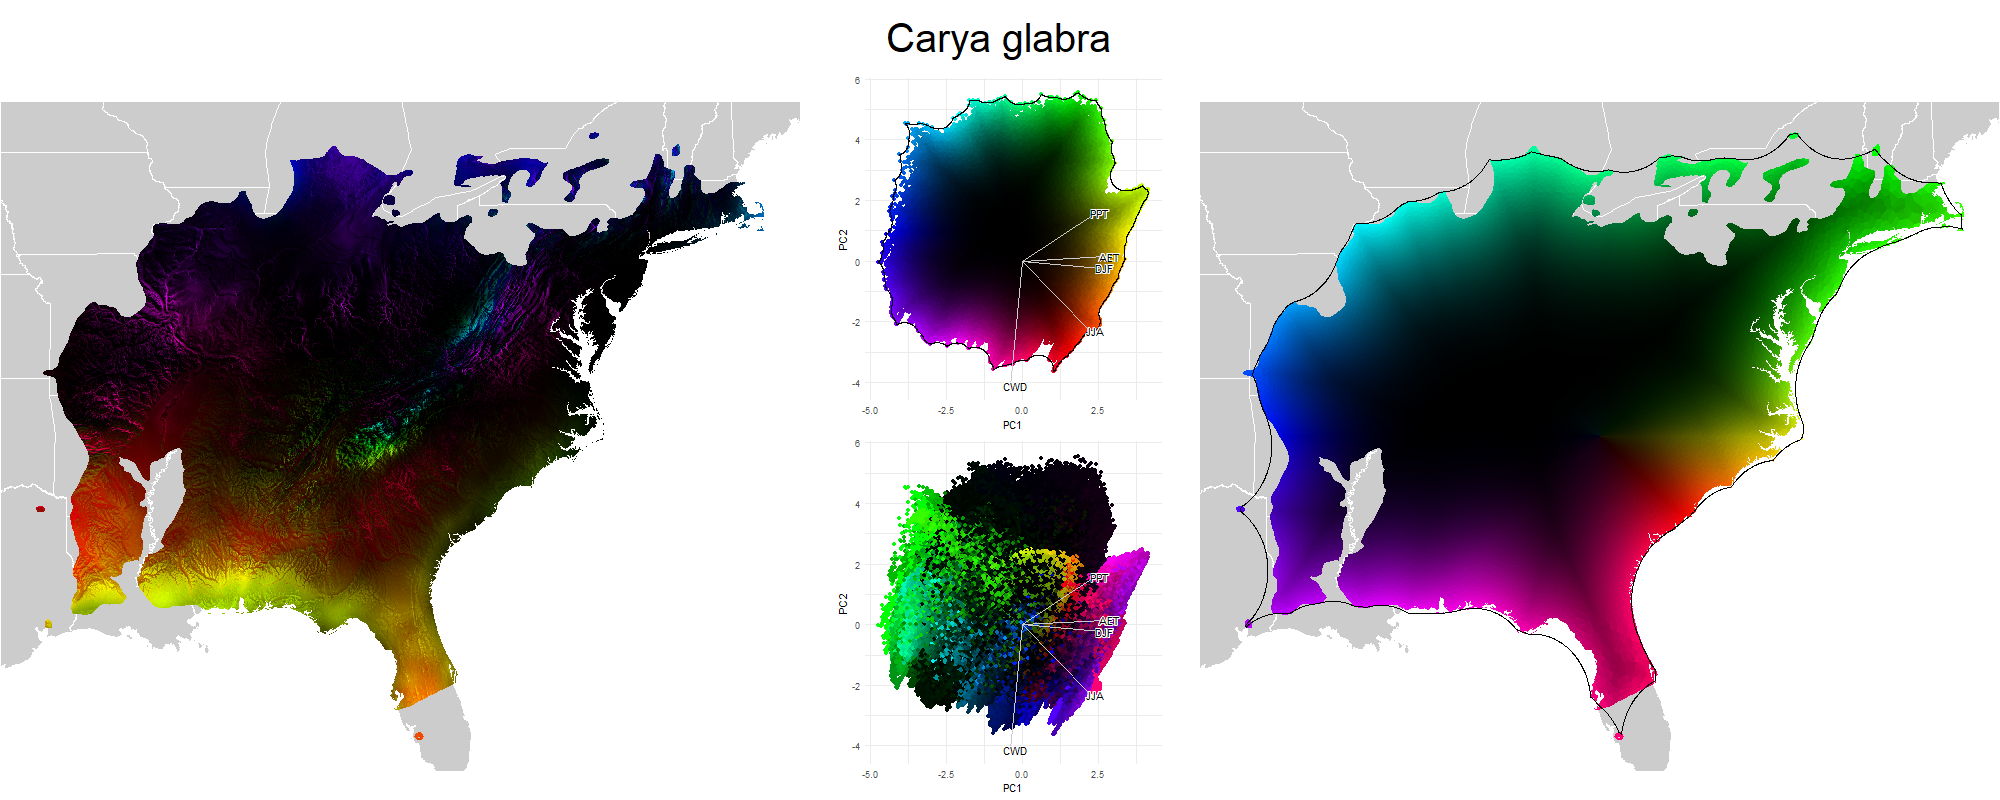 Carya glabra
6
4
2
0
-2
-4
PC2
PPT
AET
DJF
JJA
CWD
-5.0 -2.5 0.0 2.5
PC1
6
4
2
0
-2
-4
PC2
PPT
AET
DJF
JJA
CWD
-5.0 -2.5 0.0 2.5
PC1